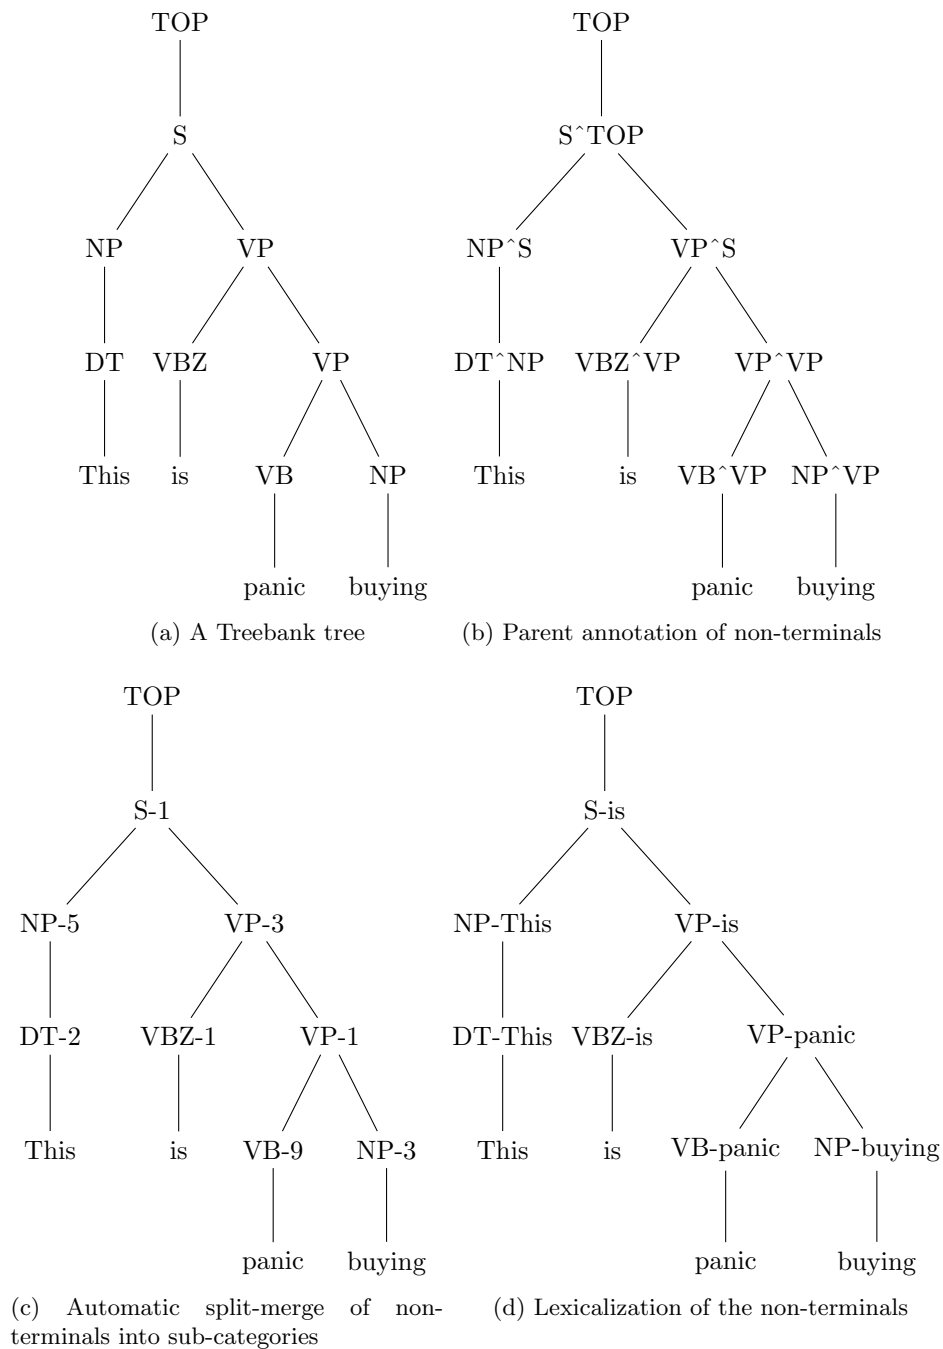 TOP TOP
S SˆTOP
NP VP NPˆS VPˆS
DT VBZ VP DTˆNP VBZˆVP VPˆVP
This is VB NP This is VBˆVP NPˆVP
panic buying panic buying
(a) A Treebank tree (b) Parent annotation of non-terminals
TOP TOP
S-1 S-is
NP-5 VP-3 NP-This VP-is
DT-2 VBZ-1 VP-1 DT-This VBZ-is VP-panic
This is VB-9 NP-3 This is VB-panic NP-buying
panic buying panic buying
(c) Automatic split-merge of non-
terminals into sub-categories
(d) Lexicalization of the non-terminals